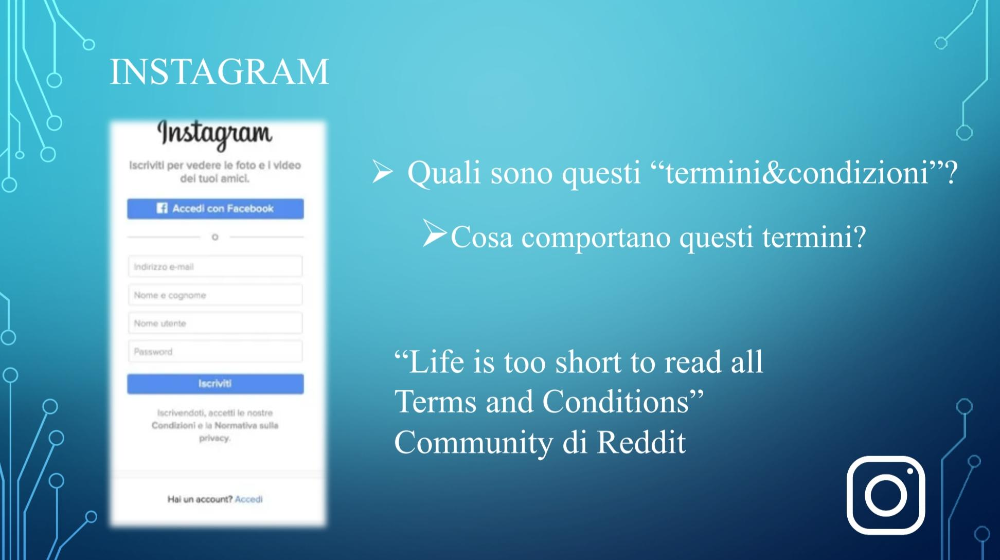 INSTAGRAM
Instagram
Iscriviti per vedere le foto e i video
dei tuoi amici.
Accedi con Facebook
o
Indirizzo e-mail
Nome e cognome
Nome utente
Password
Iscriviti
Iscrivendoti, accetti le nostre
Condizioni e la Normativa sulla
privacy.
Hai un account? Accedi
➢ Quali sono questi “termini&condizioni”?
➢Cosa comportano questi termini?
“Life is too short to read all
Terms and Conditions”
Community di Reddit